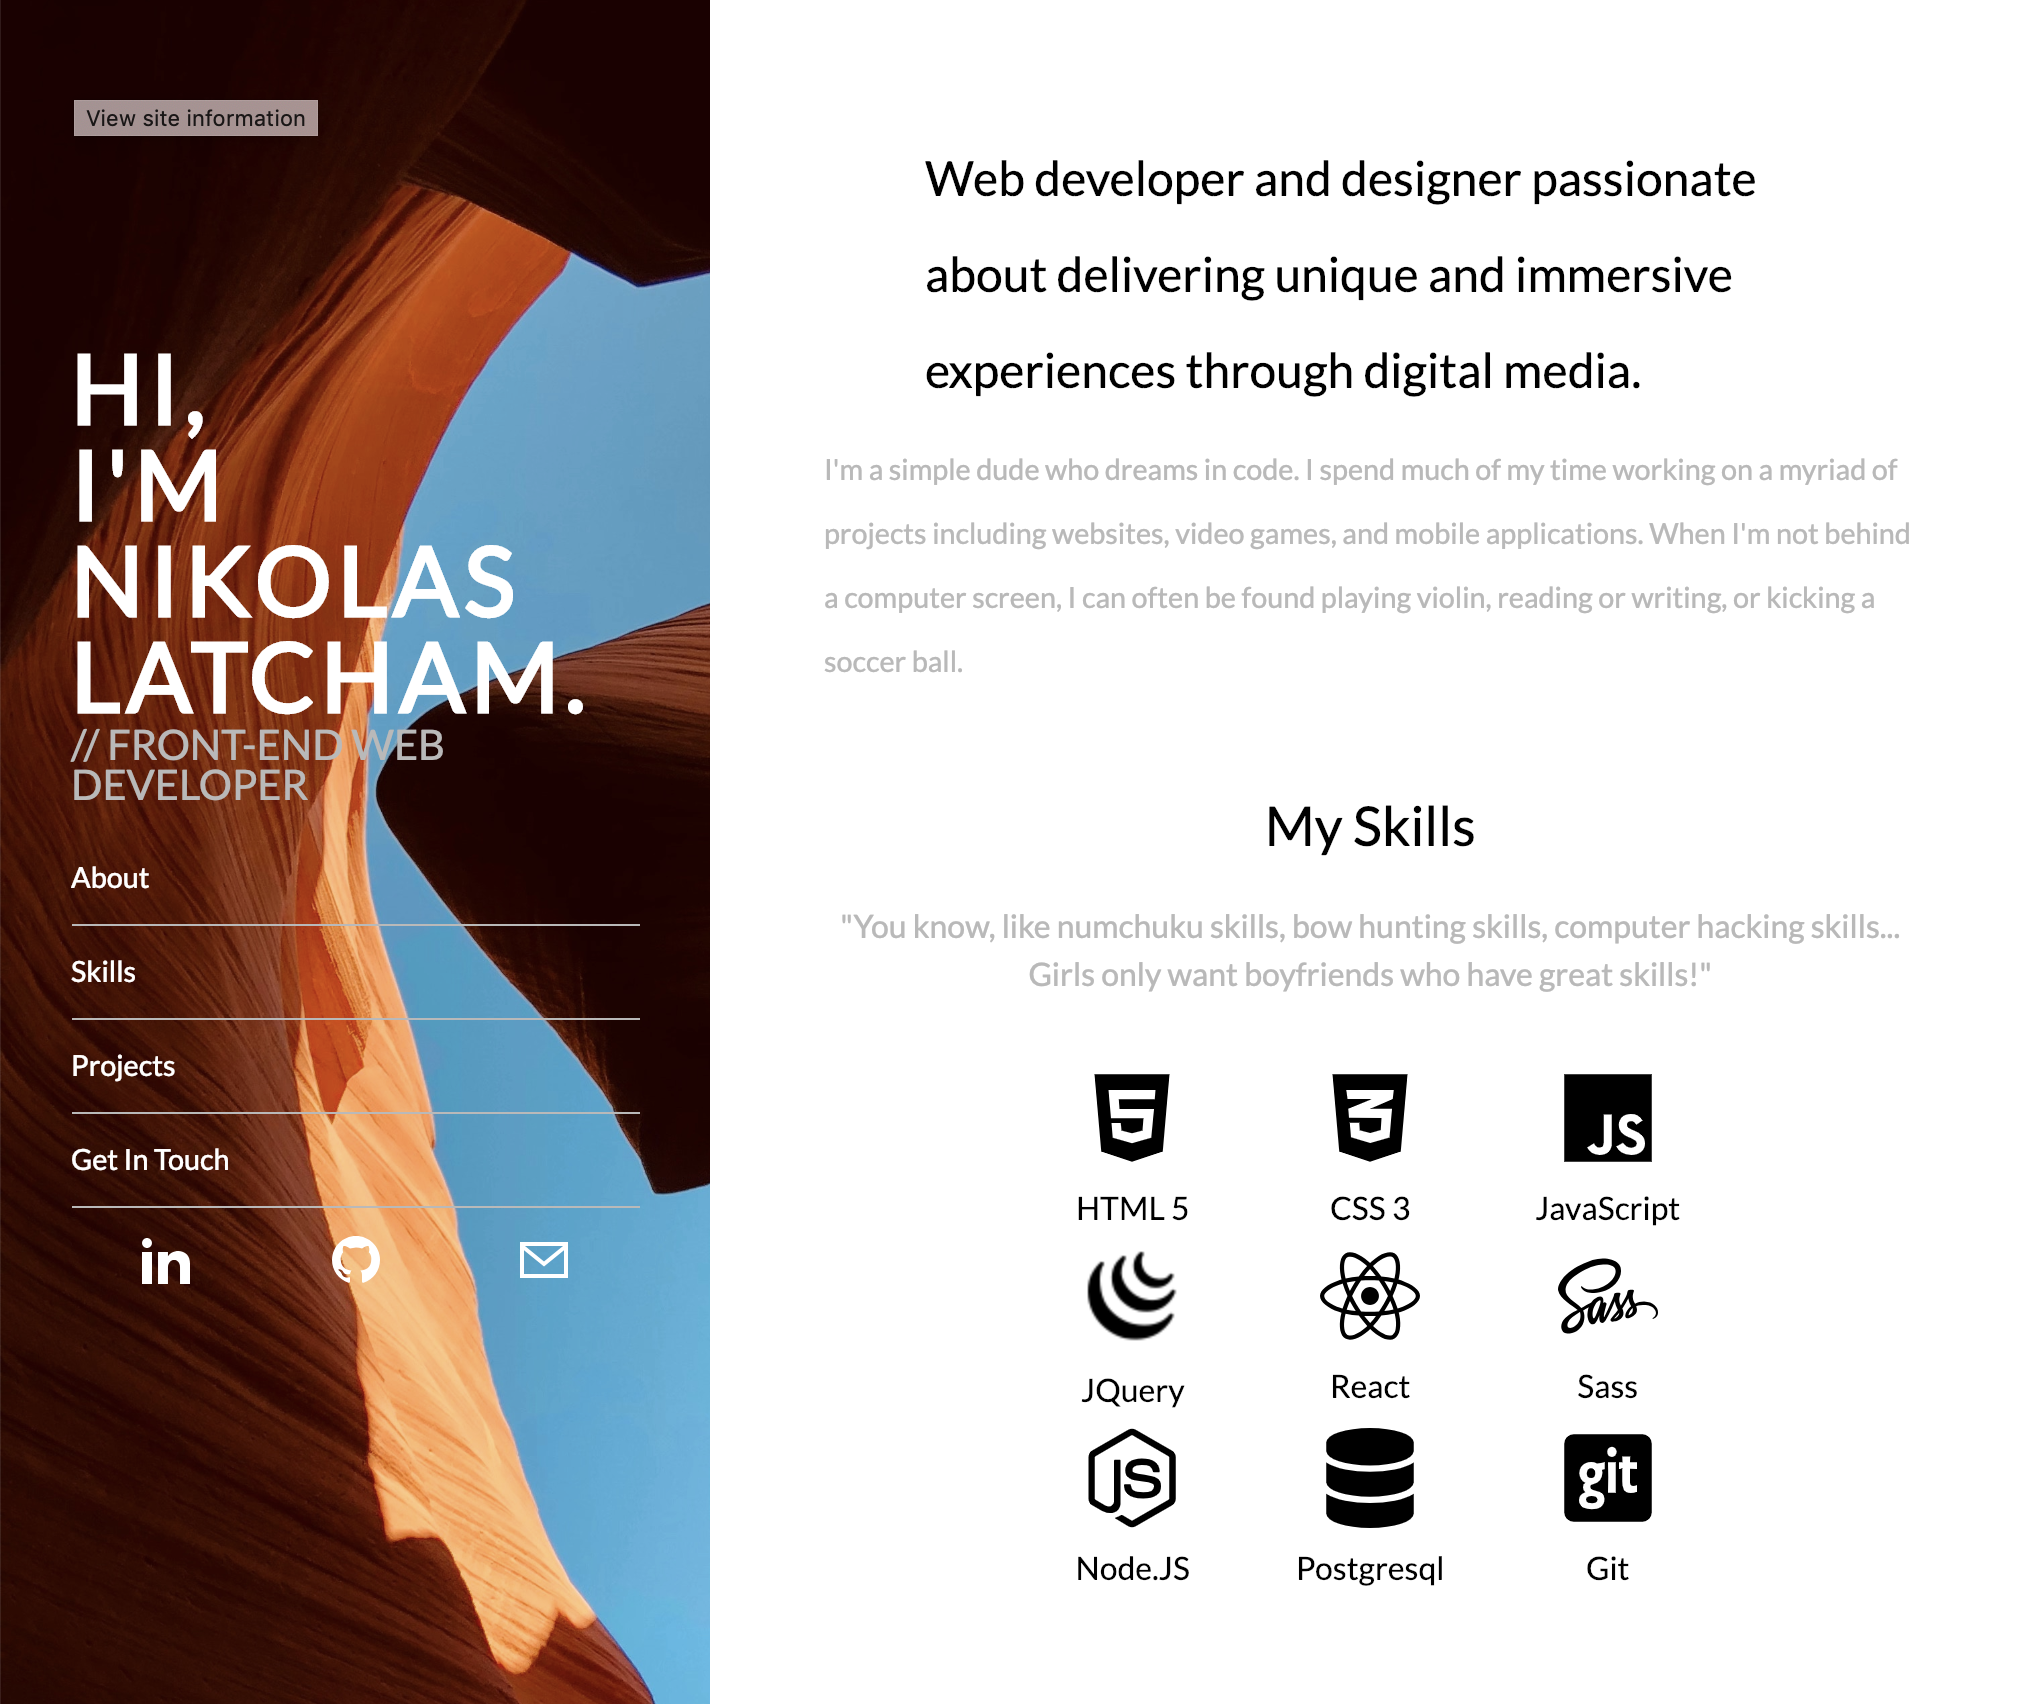 View site information
HI,
I'M
NIKOLAS
LATCHAM.
// FRONT-END WEB
DEVELOPER
About
Skills
Projects
Get In Touch
in
Web developer and designer passionate
about delivering unique and immersive
experiences through digital media.
I'm a simple dude who dreams in code. I spend much of my time working on a myriad of
projects including websites, video games, and mobile applications. When I'm not behind
a computer screen, I can often be found playing violin, reading or writing, or kicking a
soccer ball.
My Skills
"You know, like numchuku skills, bow hunting skills, computer hacking skills...
Girls only want boyfriends who have great skills!"
5
3
JS
HTML 5
CSS 3
JavaScript
Sass
JQuery
React
Sass
JS
git
Node.JS
Postgresql
Git